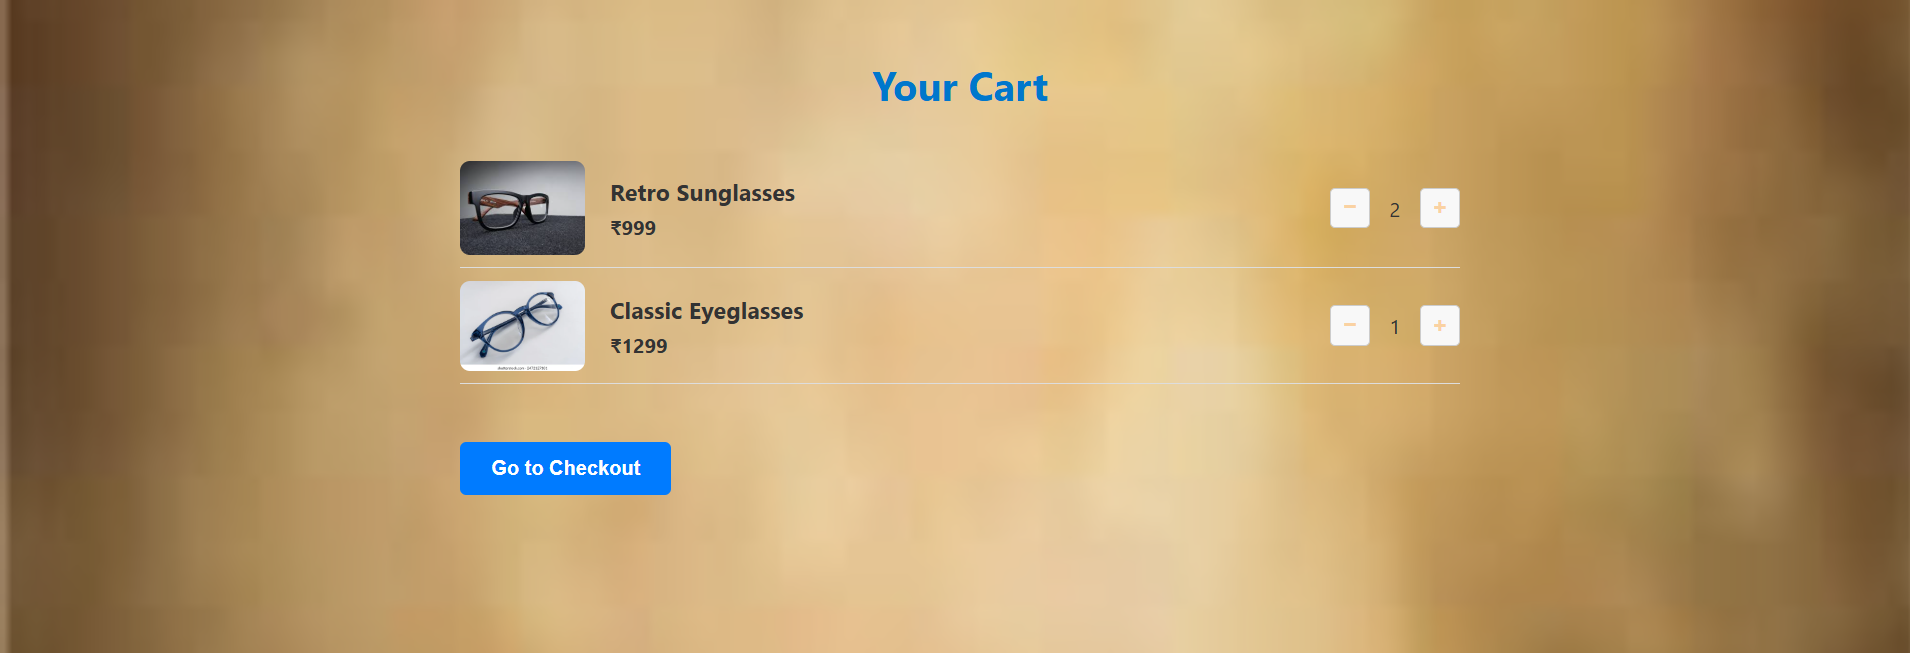 Your Cart
Retro Sunglasses
₹999
− 2 +
Classic Eyeglasses
₹1299
− 1 +
Go to Checkout